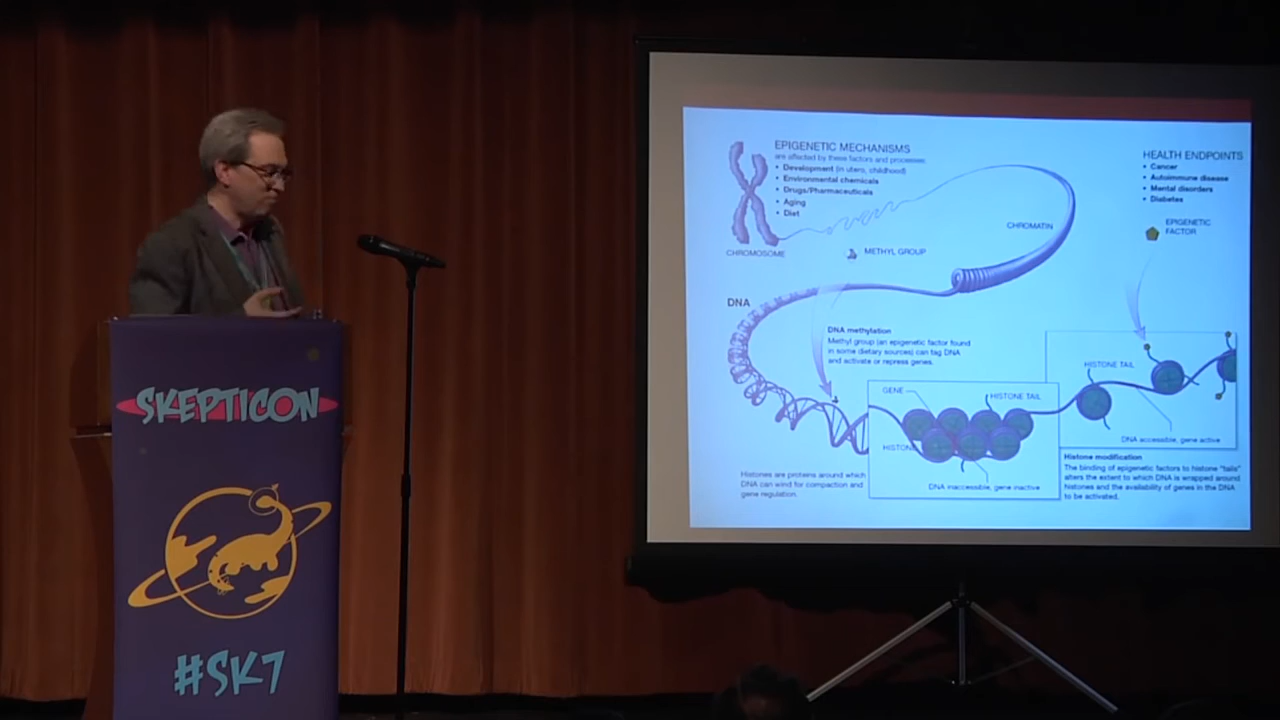 SKEPTICON
#SK7
EPIGENETIC MECHANISMS
are affected by these factors and processes:
• Development (in utero, childhood)
• Environmental chemicals
• Drugs/Pharmaceuticals
• Aging
• Diet
CHROMOSOME
METHYL GROUP
CHROMATIN
HEALTH ENDPOINTS
• Cancer
• Autoimmune disease
• Mental disorders
• Diabetes
EPIGENETIC
FACTOR
DNA
DNA methylation
Methyl group (an epigenetic factor found
in some dietary sources) can tag DNA
and activate or repress genes.
GENE
HISTONE TAIL
HISTONE
DNA inaccessible, gene inactive
HISTONE TAIL
DNA accessible, gene active
Histones are proteins around which
DNA can wind for compaction and
gene regulation.
Histone modification
The binding of epigenetic factors to histone "tails"
alters the extent to which DNA is wrapped around
histones and the availability of genes in the DNA
to be activated.